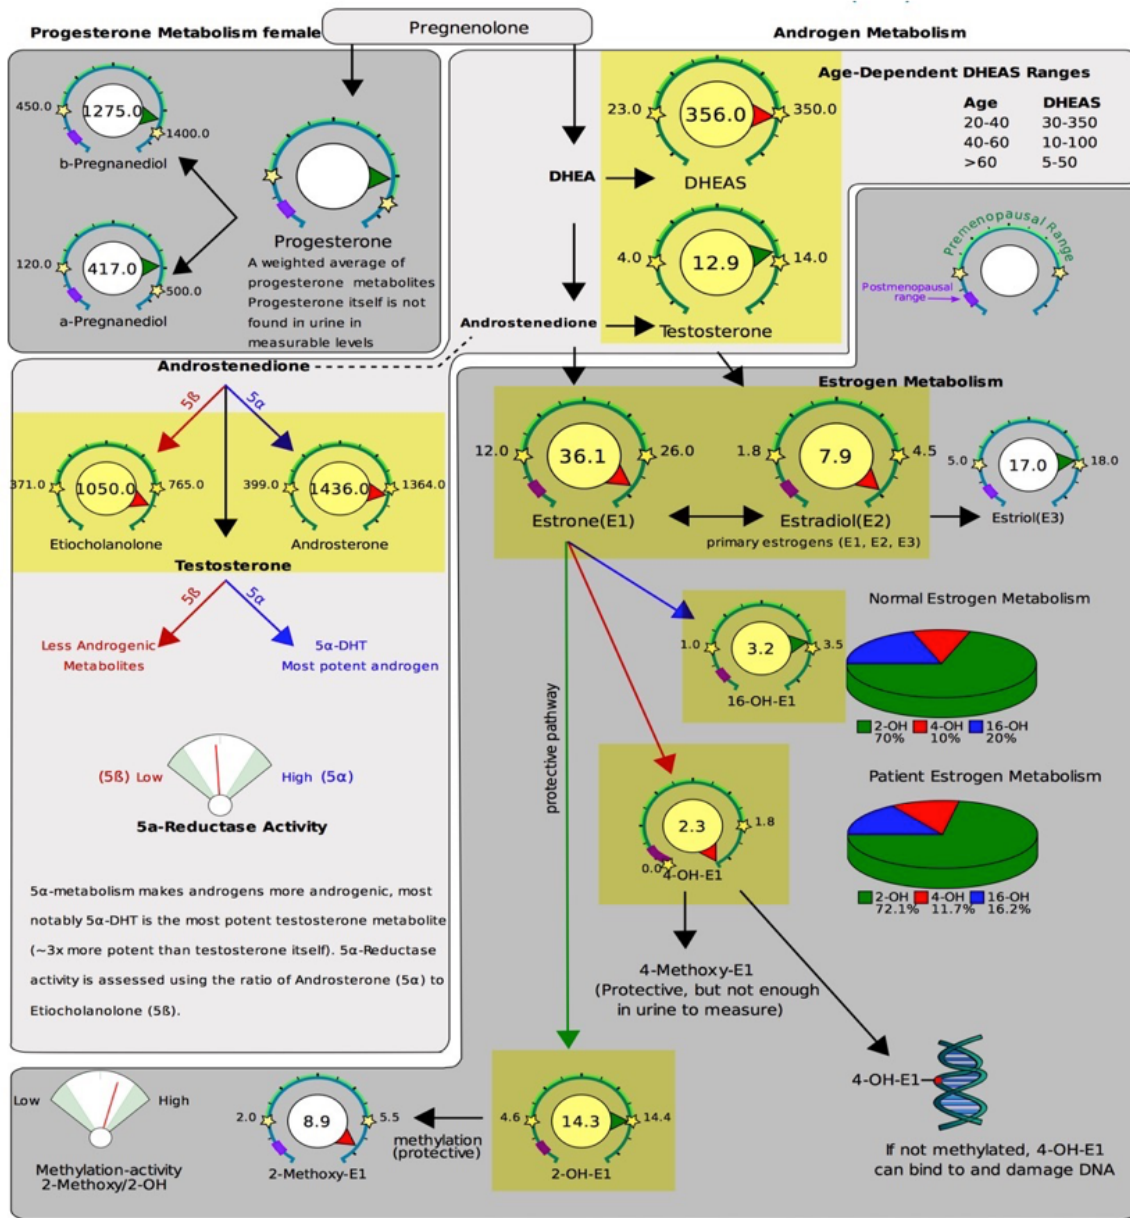 Pregnenolone
Progesterone Metabolism female
450.0
1275.0
1400.0
b-Pregnanediol
120.0
417.0
500.0
a-Pregnanediol
Progesterone
A weighted average of
progesterone metabolites
Progesterone itself is not
found in urine in
measurable levels
Androgen Metabolism
DHEA
Androstenedione
23.0
356.0
350.0
DHEAS
4.0
12.9
14.0
Testosterone
Age-Dependent DHEAS Ranges
Age DHEAS
20-40 30-350
40-60 10-100
>60 5-50
Premenopausal Range
Postmenopausal
range
Androstenedione
5ß
5α
371.0
1050.0
765.0
Etiocholanolone
399.0
1436.0
1364.0
Androsterone
Testosterone
5ß
5α
Less Androgenic
Metabolites
5α-DHT
Most potent androgen
(5ß) Low
High (5α)
5a-Reductase Activity
5α-metabolism makes androgens more androgenic, most
notably 5α-DHT is the most potent testosterone metabolite
(~3x more potent than testosterone itself). 5α-Reductase
activity is assessed using the ratio of Androsterone (5α) to
Etiocholanolone (5ß).
Estrogen Metabolism
12.0
36.1
26.0
Estrone(E1)
1.8
7.9
4.5
Estradiol(E2)
primary estrogens (E1, E2, E3)
5.0
17.0
18.0
Estriol(E3)
1.0
3.2
3.5
16-OH-E1
protective pathway
0.0
2.3
1.8
4-OH-E1
Normal Estrogen Metabolism
2-OH 4-OH 16-OH
70% 10% 20%
Patient Estrogen Metabolism
2-OH 4-OH 16-OH
72.1% 11.7% 16.2%
4-Methoxy-E1
(Protective, but not enough
in urine to measure)
4-OH-E1
If not methylated, 4-OH-E1
can bind to and damage DNA
Low
High
Methylation-activity
2-Methoxy/2-OH
2.0
8.9
5.5
2-Methoxy-E1
methylation
(protective)
4.6
14.3
14.4
2-OH-E1